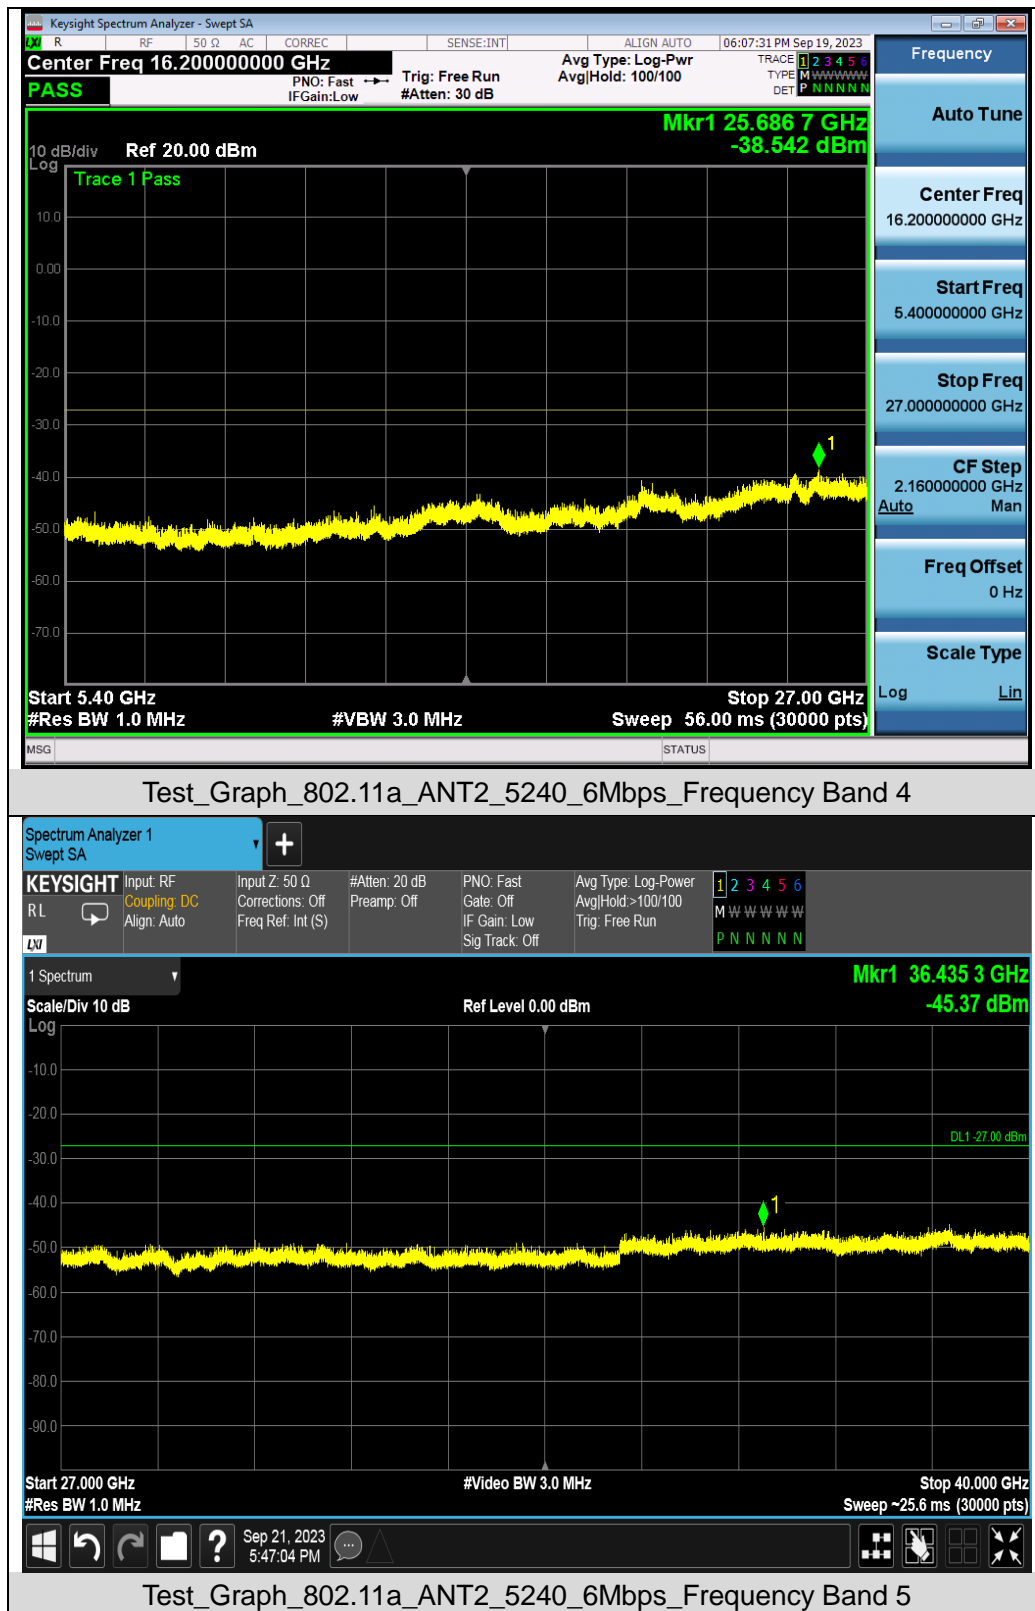 Keysight Spectrum Analyzer - Swept SA
LXI R RF 50 Ω AC CORREC SENSE:INT ALIGN AUTO 06:07:31 PM Sep 19, 2023
Center Freq 16.200000000 GHz
PASS
PNO: Fast
IFGain:Low
Trig: Free Run
#Atten: 30 dB
Avg Type: Log-Pwr
Avg|Hold: 100/100
TRACE 1 2 3 4 5 6
TYPE M WWWWW
DET P N N N N N
Mkr1 25.686 7 GHz
-38.542 dBm
10 dB/div Ref 20.00 dBm
Log
Trace 1 Pass
10.0
0.00
-10.0
-20.0
-30.0
-40.0
-50.0
-60.0
-70.0
1
Start 5.40 GHz Stop 27.00 GHz
#Res BW 1.0 MHz #VBW 3.0 MHz Sweep 56.00 ms (30000 pts)
MSG STATUS
Frequency
Auto Tune
Center Freq
16.200000000 GHz
Start Freq
5.400000000 GHz
Stop Freq
27.000000000 GHz
CF Step
2.160000000 GHz
Auto Man
Freq Offset
0 Hz
Scale Type
Log Lin
Test_Graph_802.11a_ANT2_5240_6Mbps_Frequency Band 4
Spectrum Analyzer 1
Swept SA
+
KEYSIGHT
RL
LXI
Input: RF
Coupling: DC
Align: Auto
Input Z: 50 Ω
Corrections: Off
Freq Ref: Int (S)
#Atten: 20 dB
Preamp: Off
PNO: Fast
Gate: Off
IF Gain: Low
Sig Track: Off
Avg Type: Log-Power
Avg|Hold:>100/100
Trig: Free Run
1 2 3 4 5 6
M W W W W W
P N N N N N
1 Spectrum
Mkr1 36.435 3 GHz
Scale/Div 10 dB Ref Level 0.00 dBm -45.37 dBm
Log
-10.0
-20.0
DL1 -27.00 dBm
-30.0
-40.0
1
-50.0
-60.0
-70.0
-80.0
-90.0
Start 27.000 GHz #Video BW 3.0 MHz Stop 40.000 GHz
#Res BW 1.0 MHz Sweep ~25.6 ms (30000 pts)
?
Sep 21, 2023
5:47:04 PM
Test_Graph_802.11a_ANT2_5240_6Mbps_Frequency Band 5